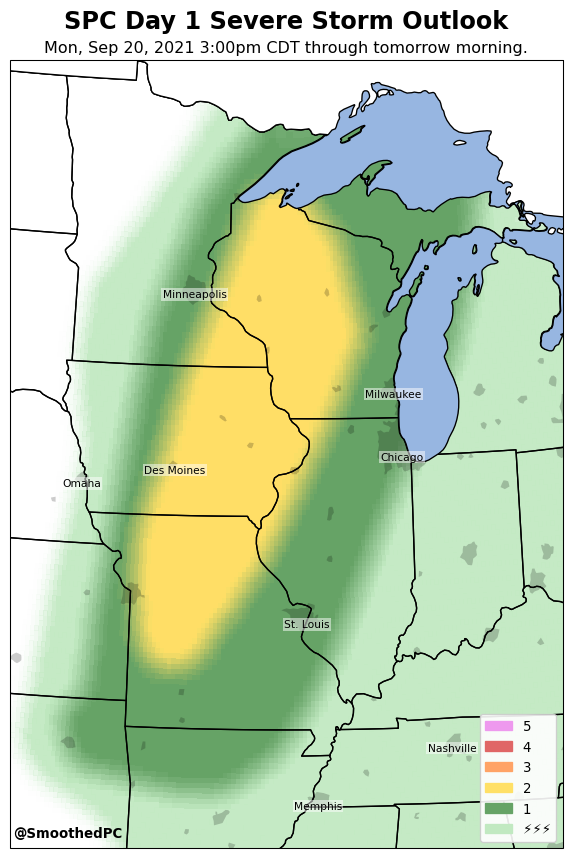 SPC Day 1 Severe Storm Outlook
Mon, Sep 20, 2021 3:00pm CDT through tomorrow morning.
Minneapolis
Milwaukee
Chicago
Des Moines
Omaha
St. Louis
Nashville
Memphis
5
4
3
2
1
⚡⚡⚡
@SmoothedPC